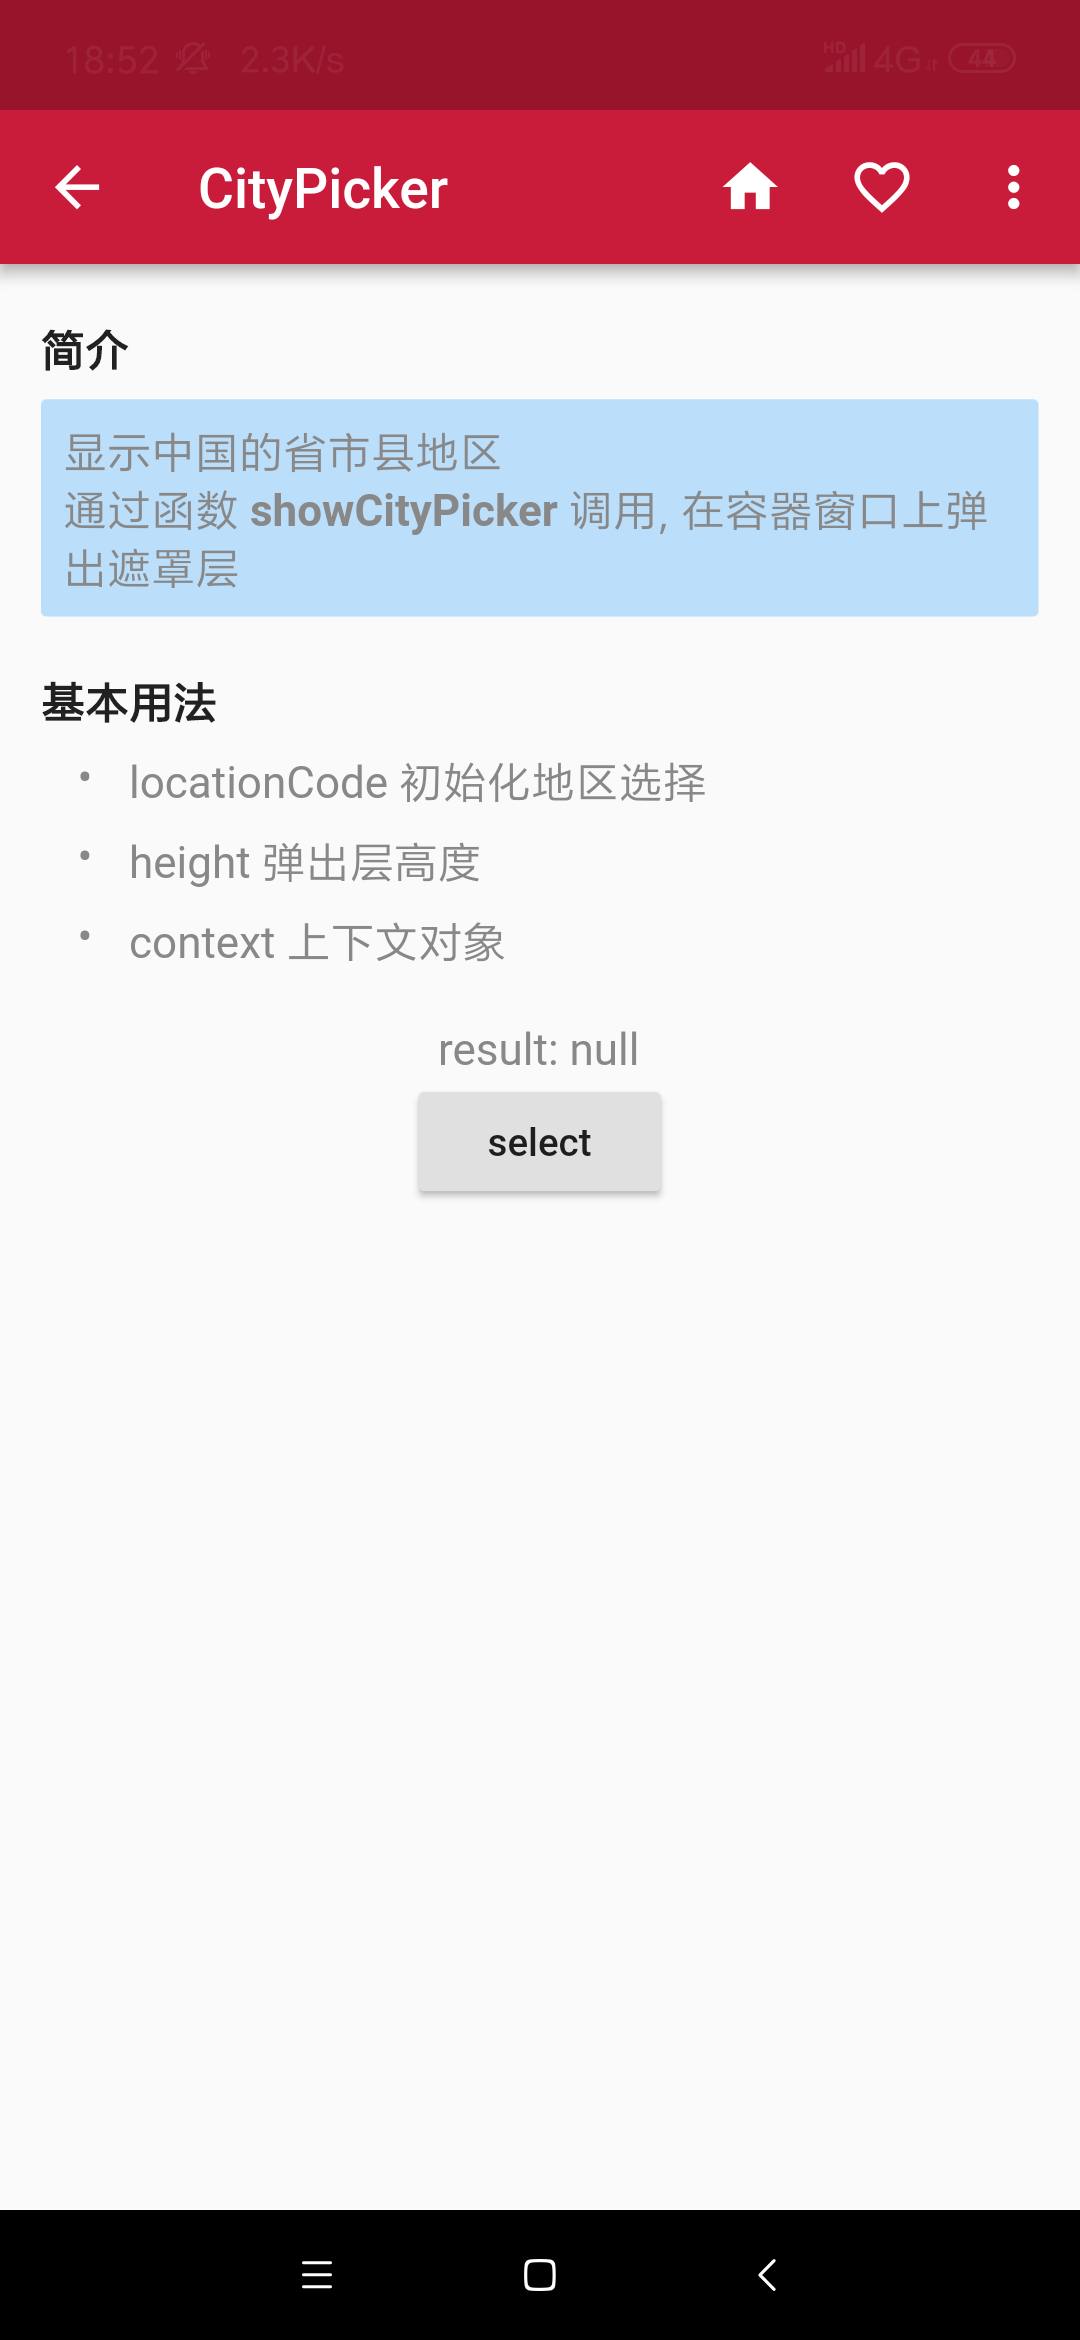 18:52 2.3K/s HD 4G 44
CityPicker
简介
显示中国的省市县地区
通过函数 showCityPicker 调用, 在容器窗口上弹
出遮罩层
基本用法
• locationCode 初始化地区选择
• height 弹出层高度
• context 上下文对象
result: null
select